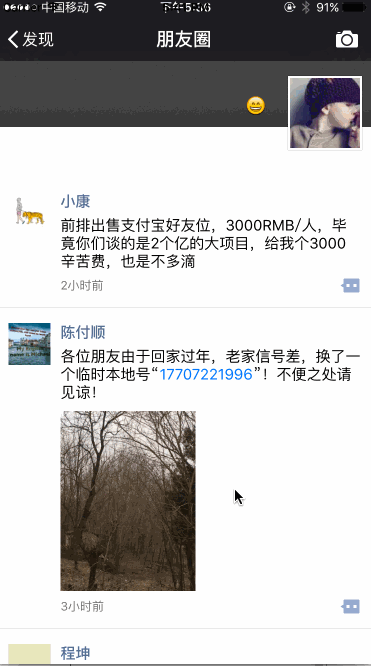 中国移动 下午5:36 91%
发现 朋友圈
小康
前排出售支付宝好友位，3000RMB/人，毕
竟你们谈的是2个亿的大项目，给我个3000
辛苦费，也是不多滴
2小时前
陈付顺
各位朋友由于回家过年，老家信号差，换了一
个临时本地号“17707221996”！不便之处请
见谅！
3小时前
程坤